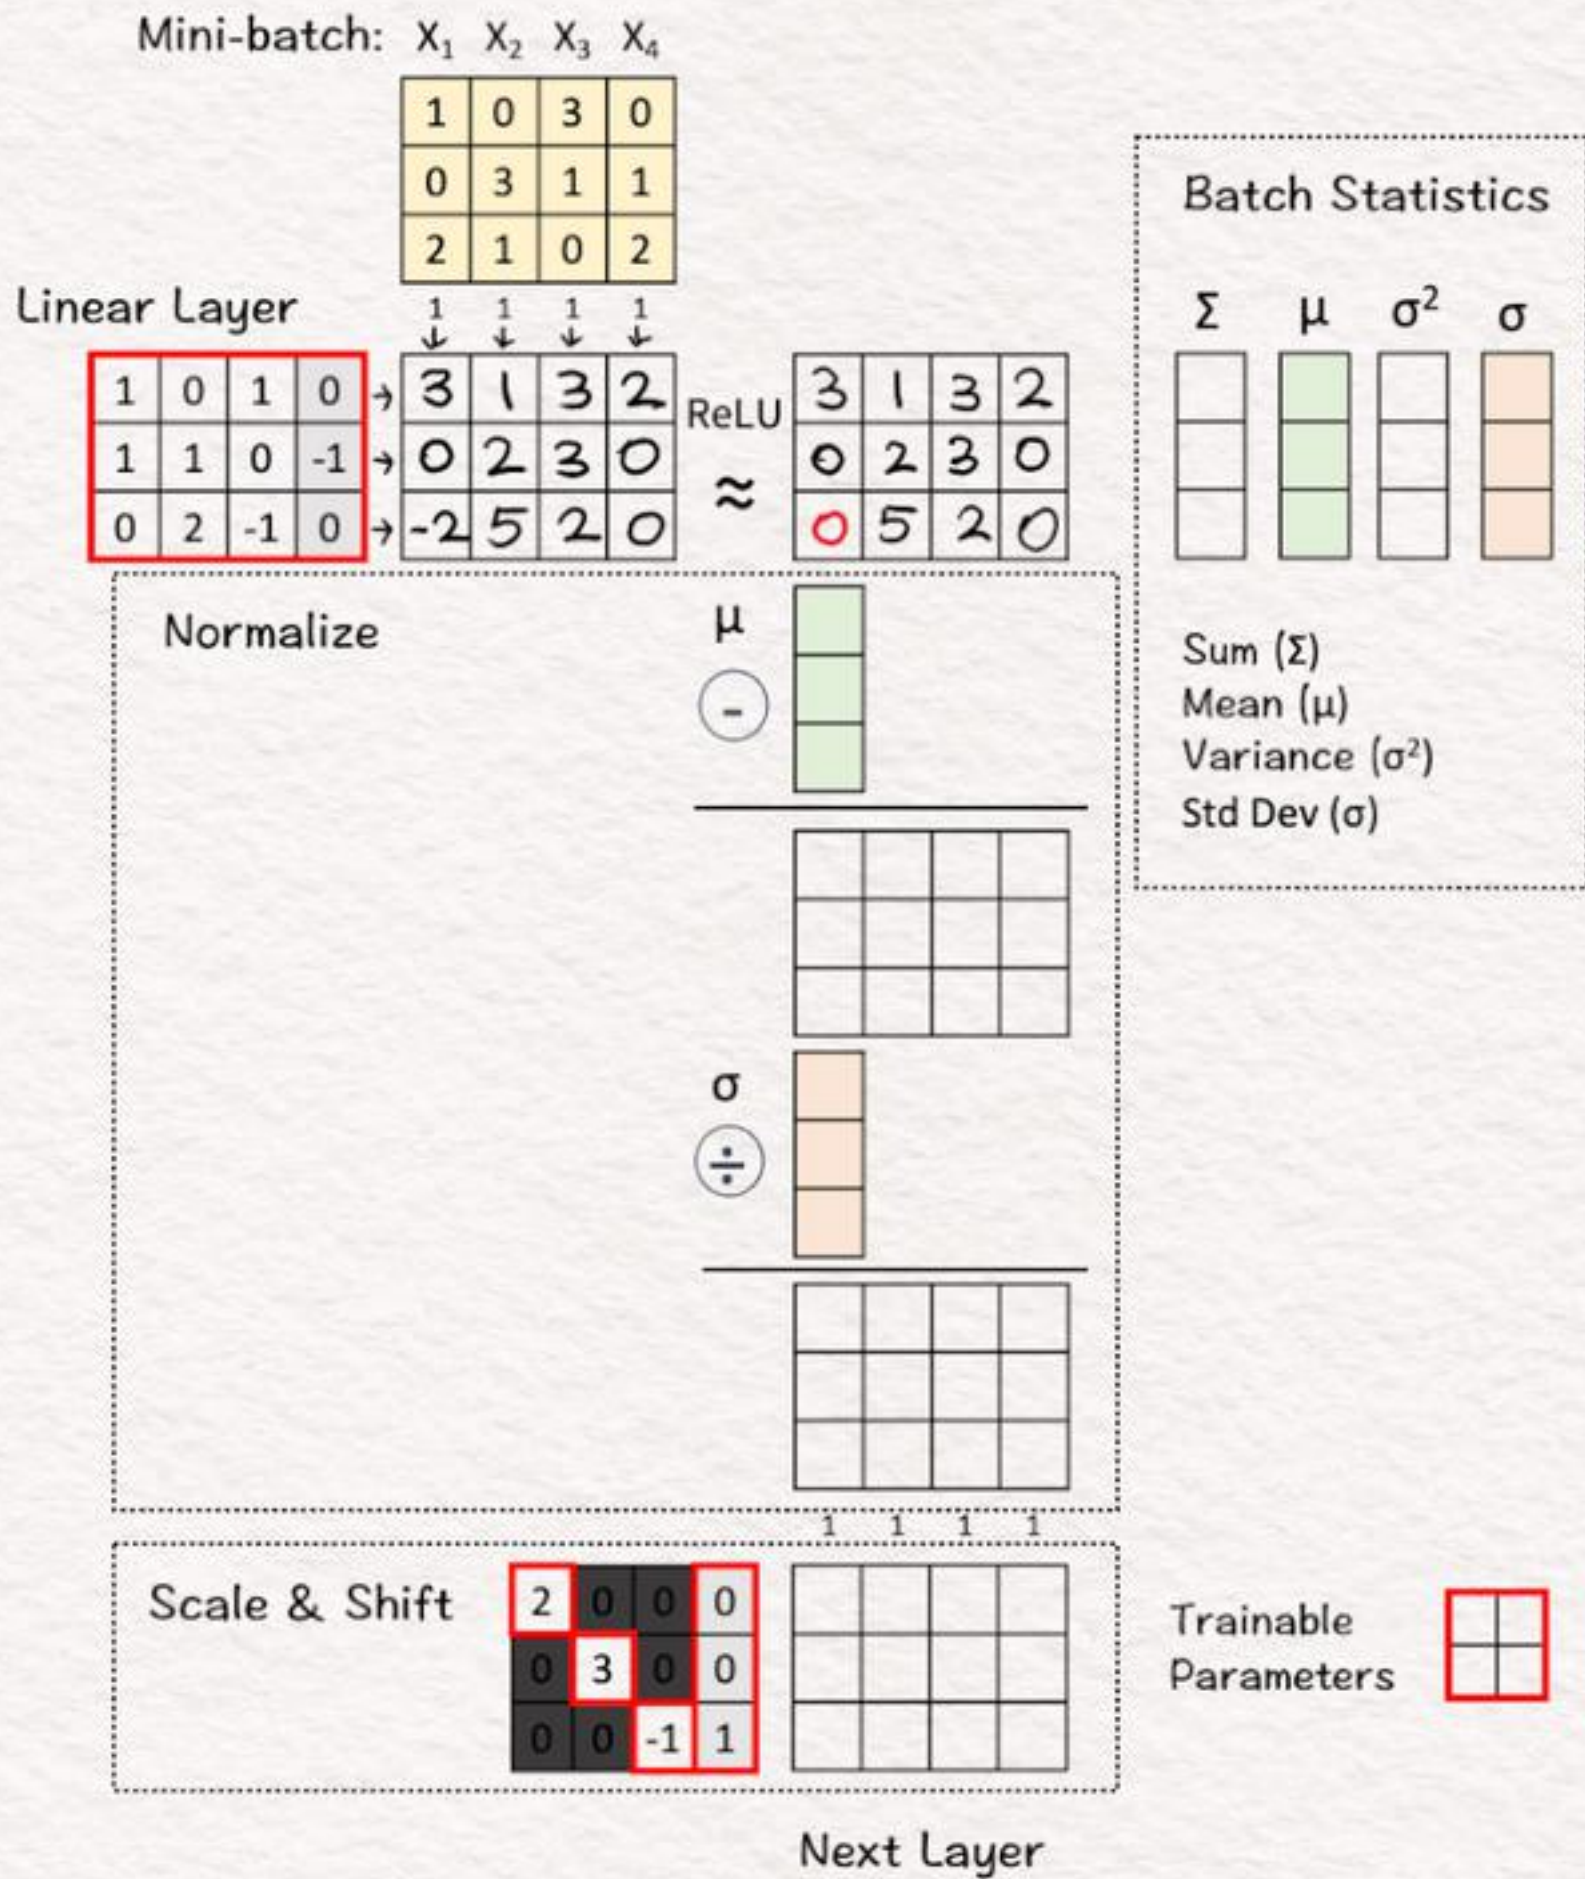 Mini-batch: X₁ X₂ X₃ X₄
1 0 3 0
0 3 1 1
2 1 0 2
Linear Layer
1 1 1 1
↓ ↓ ↓ ↓
1 0 1 0 → 3 1 3 2
1 1 0 -1 → 0 2 3 0
0 2 -1 0 → -2 5 2 0
ReLU
≈
3 1 3 2
0 2 3 0
0 5 2 0
Batch Statistics
Σ μ σ² σ
Sum (Σ)
Mean (μ)
Variance (σ²)
Std Dev (σ)
Normalize
μ
-
σ
÷
1 1 1 1
Scale & Shift
2 0 0 0
0 3 0 0
0 0 -1 1
Trainable
Parameters
Next Layer